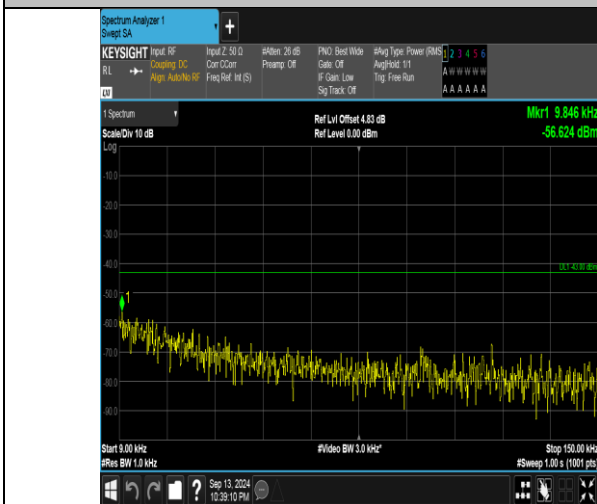 Spectrum Analyzer 1
Swept SA
+
KEYSIGHT Input: RF Input Z: 50 Ω #Atten: 26 dB PNO: Best Wide #Avg Type: Power (RMS 1 2 3 4 5 6
RL Coupling: DC Corr CCorr Preamp: Off Gate: Off Avg|Hold: 1/1 A W W W W W
Align: Auto/No RF Freq Ref: Int (S) IF Gain: Low Trig: Free Run
LXI Sig Track: Off A A A A A A
1 Spectrum Ref Lvl Offset 4.83 dB Mkr1 9.846 kHz
Scale/Div 10 dB Ref Level 0.00 dBm -56.624 dBm
Log
-10.0
-20.0
-30.0
-40.0
DL1 -43.00 dBm
-50.0
1
-60.0
-70.0
-80.0
-90.0
Start 9.00 kHz #Video BW 3.0 kHz* Stop 150.00 kHz
#Res BW 1.0 kHz #Sweep 1.00 s (1001 pts)
? Sep 13, 2024
10:39:10 PM